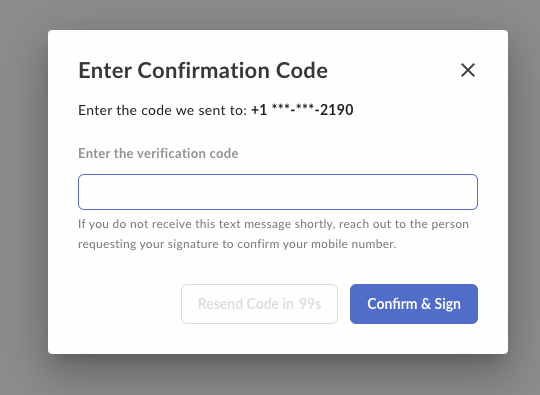 Enter Confirmation Code
Enter the code we sent to: +1 ***-***-2190
Enter the verification code
If you do not receive this text message shortly, reach out to the person
requesting your signature to confirm your mobile number.
Resend Code in 99s
Confirm & Sign